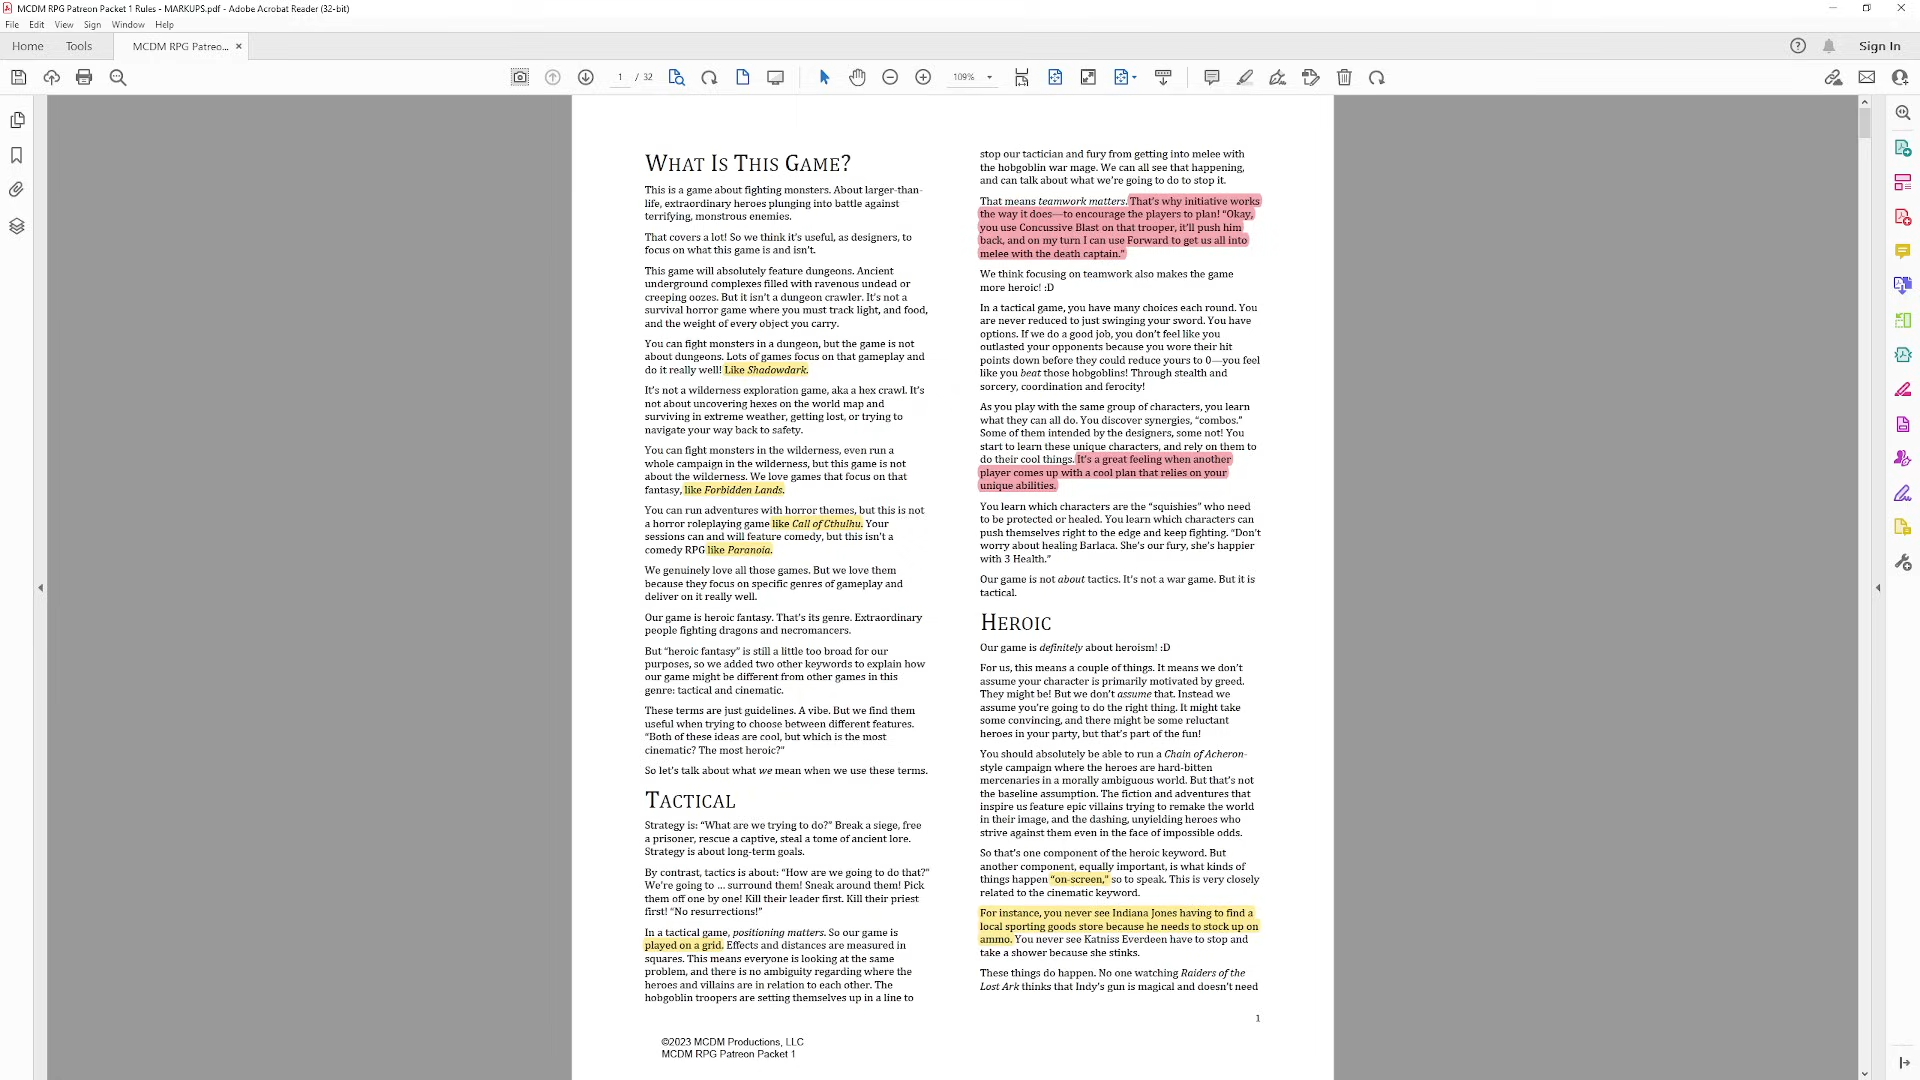 MCDM RPG Patreon Packet 1 Rules - MARKUPS.pdf - Adobe Acrobat Reader (32-bit)
File Edit View Sign Window Help
Home Tools MCDM RPG Patreo... × Sign In
1 / 32 109%
WHAT IS THIS GAME?
This is a game about fighting monsters. About larger-than-
life, extraordinary heroes plunging into battle against
terrifying, monstrous enemies.
That covers a lot! So we think it's useful, as designers, to
focus on what this game is and isn't.
This game will absolutely feature dungeons. Ancient
underground complexes filled with ravenous undead or
creeping oozes. But it isn't a dungeon crawler. It's not a
survival horror game where you must track light, and food,
and the weight of every object you carry.
You can fight monsters in a dungeon, but the game is not
about dungeons. Lots of games focus on that gameplay and
do it really well! Like Shadowdark.
It's not a wilderness exploration game, aka a hex crawl. It's
not about uncovering hexes on the world map and
surviving in extreme weather, getting lost, or trying to
navigate your way back to safety.
You can fight monsters in the wilderness, even run a
whole campaign in the wilderness, but this game is not
about the wilderness. We love games that focus on that
fantasy, like Forbidden Lands.
You can run adventures with horror themes, but this is not
a horror roleplaying game like Call of Cthulhu. Your
sessions can and will feature comedy, but this isn't a
comedy RPG like Paranoia.
We genuinely love all those games. But we love them
because they focus on specific genres of gameplay and
deliver on it really well.
Our game is heroic fantasy. That's its genre. Extraordinary
people fighting dragons and necromancers.
But "heroic fantasy" is still a little too broad for our
purposes, so we added two other keywords to explain how
our game might be different from other games in this
genre: tactical and cinematic.
These terms are just guidelines. A vibe. But we find them
useful when trying to choose between different features.
"Both of these ideas are cool, but which is the most
cinematic? The most heroic?"
So let's talk about what we mean when we use these terms.
TACTICAL
Strategy is: "What are we trying to do?" Break a siege, free
a prisoner, rescue a captive, steal a tome of ancient lore.
Strategy is about long-term goals.
By contrast, tactics is about: "How are we going to do that?"
We're going to ... surround them! Sneak around them! Pick
them off one by one! Kill their leader first. Kill their priest
first! "No resurrections!"
In a tactical game, positioning matters. So our game is
played on a grid. Effects and distances are measured in
squares. This means everyone is looking at the same
problem, and there is no ambiguity regarding where the
heroes and villains are in relation to each other. The
hobgoblin troopers are setting themselves up in a line to
stop our tactician and fury from getting into melee with
the hobgoblin war mage. We can all see that happening,
and can talk about what we're going to do to stop it.
That means teamwork matters. That's why initiative works
the way it does—to encourage the players to plan! "Okay,
you use Concussive Blast on that trooper, it'll push him
back, and on my turn I can use Forward to get us all into
melee with the death captain."
We think focusing on teamwork also makes the game
more heroic! :D
In a tactical game, you have many choices each round. You
are never reduced to just swinging your sword. You have
options. If we do a good job, you don't feel like you
outlasted your opponents because you wore their hit
points down before they could reduce yours to 0—you feel
like you beat those hobgoblins! Through stealth and
sorcery, coordination and ferocity!
As you play with the same group of characters, you learn
what they can all do. You discover synergies, "combos."
Some of them intended by the designers, some not! You
start to learn these unique characters, and rely on them to
do their cool things. It's a great feeling when another
player comes up with a cool plan that relies on your
unique abilities.
You learn which characters are the "squishies" who need
to be protected or healed. You learn which characters can
push themselves right to the edge and keep fighting. "Don't
worry about healing Barlaca. She's our fury, she's happier
with 3 Health."
Our game is not about tactics. It's not a war game. But it is
tactical.
HEROIC
Our game is definitely about heroism! :D
For us, this means a couple of things. It means we don't
assume your character is primarily motivated by greed.
They might be! But we don't assume that. Instead we
assume you're going to do the right thing. It might take
some convincing, and there might be some reluctant
heroes in your party, but that's part of the fun!
You should absolutely be able to run a Chain of Acheron-
style campaign where the heroes are hard-bitten
mercenaries in a morally ambiguous world. But that's not
the baseline assumption. The fiction and adventures that
inspire us feature epic villains trying to remake the world
in their image, and the dashing, unyielding heroes who
strive against them even in the face of impossible odds.
So that's one component of the heroic keyword. But
another component, equally important, is what kinds of
things happen "on-screen," so to speak. This is very closely
related to the cinematic keyword.
For instance, you never see Indiana Jones having to find a
local sporting goods store because he needs to stock up on
ammo. You never see Katniss Everdeen have to stop and
take a shower because she stinks.
These things do happen. No one watching Raiders of the
Lost Ark thinks that Indy's gun is magical and doesn't need
1
©2023 MCDM Productions, LLC
MCDM RPG Patreon Packet 1